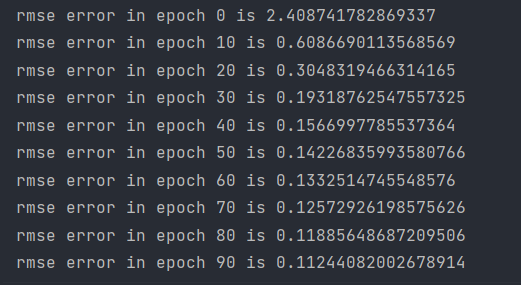 rmse error in epoch 0 is 2.408741782869337
rmse error in epoch 10 is 0.6086690113568569
rmse error in epoch 20 is 0.3048319466314165
rmse error in epoch 30 is 0.19318762547557325
rmse error in epoch 40 is 0.1566997785537364
rmse error in epoch 50 is 0.14226835993580766
rmse error in epoch 60 is 0.1332514745548576
rmse error in epoch 70 is 0.12572926198575626
rmse error in epoch 80 is 0.11885648687209506
rmse error in epoch 90 is 0.11244082002678914